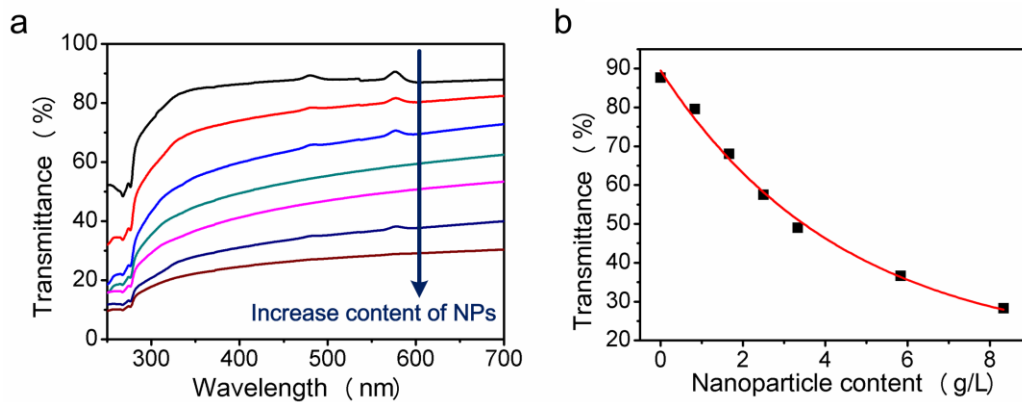 a
Transmittance ( %)
100
80
60
40
20
0
Increase content of NPs
300 400 500 600 700
Wavelength ( nm)
b
Transmittance ( %)
90
80
70
60
50
40
30
20
0 2 4 6 8
Nanoparticle content ( g/L)